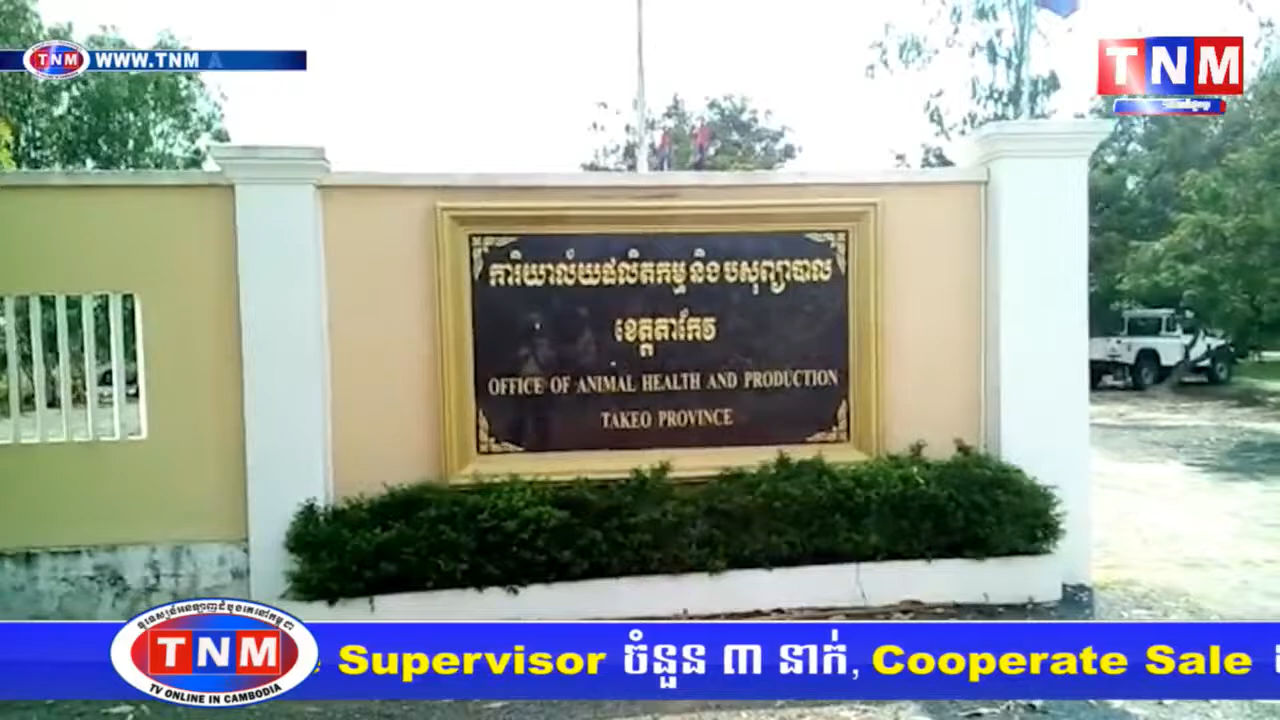 TNM WWW.TNM A
TNM
ការិយាល័យផលិតកម្ម និង បសុព្យាបាល
ខេត្តតាកែវ
OFFICE OF ANIMAL HEALTH AND PRODUCTION
TAKEO PROVINCE
TNM
TV ONLINE IN CAMBODIA
Supervisor ចំនួន ៣ នាក់, Cooperate Sale